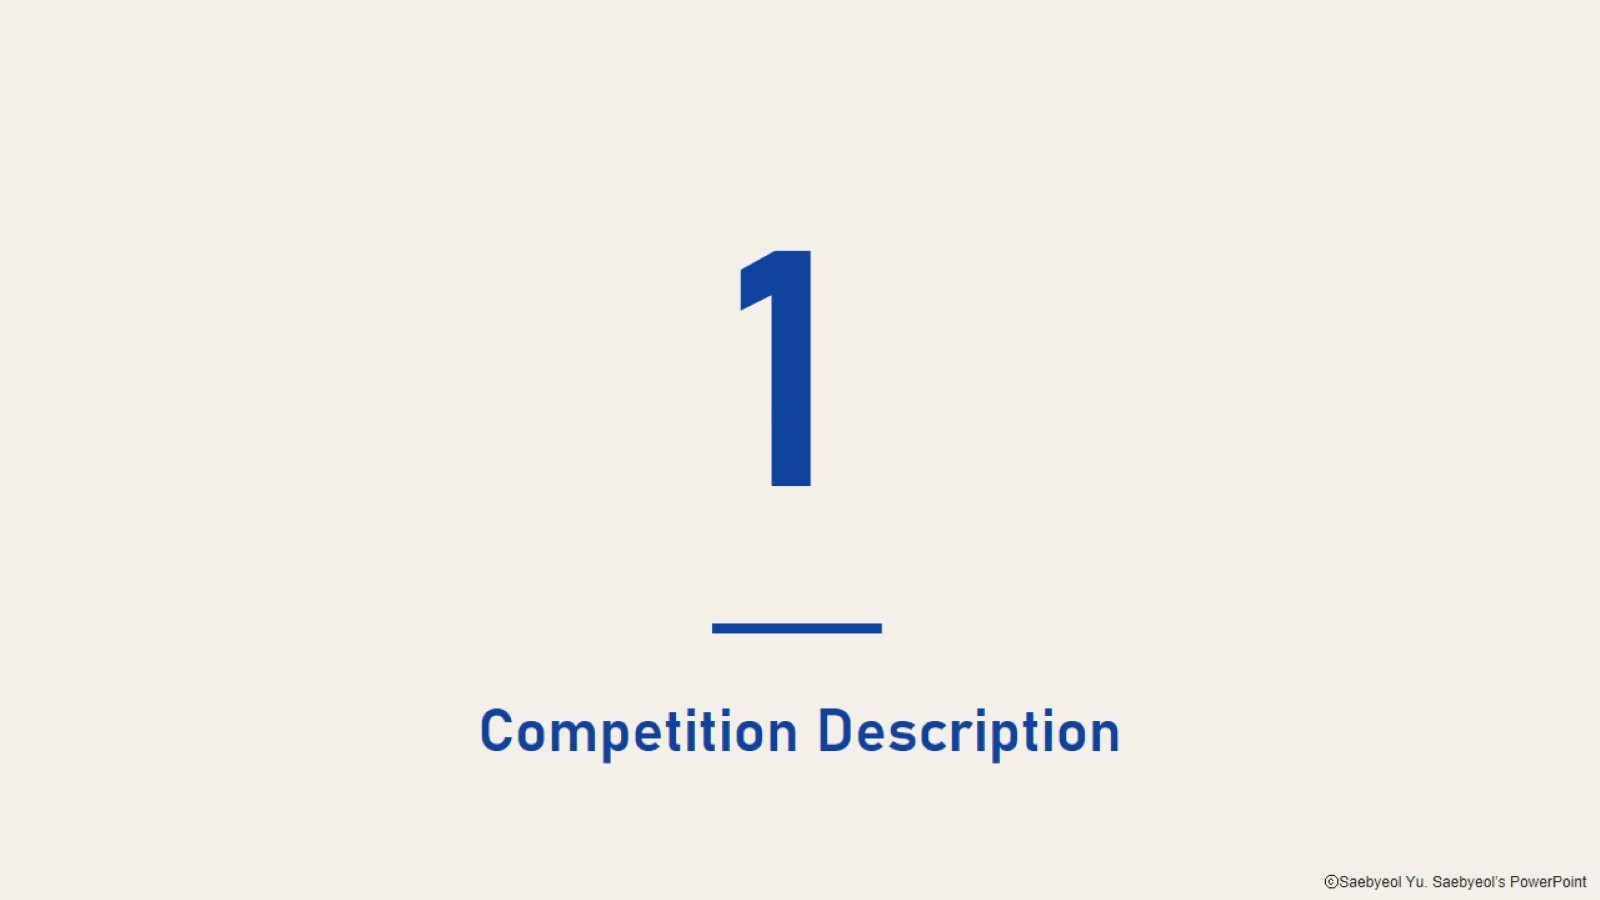 1
Competition Description
©Saebyeol Yu. Saebyeol's PowerPoint